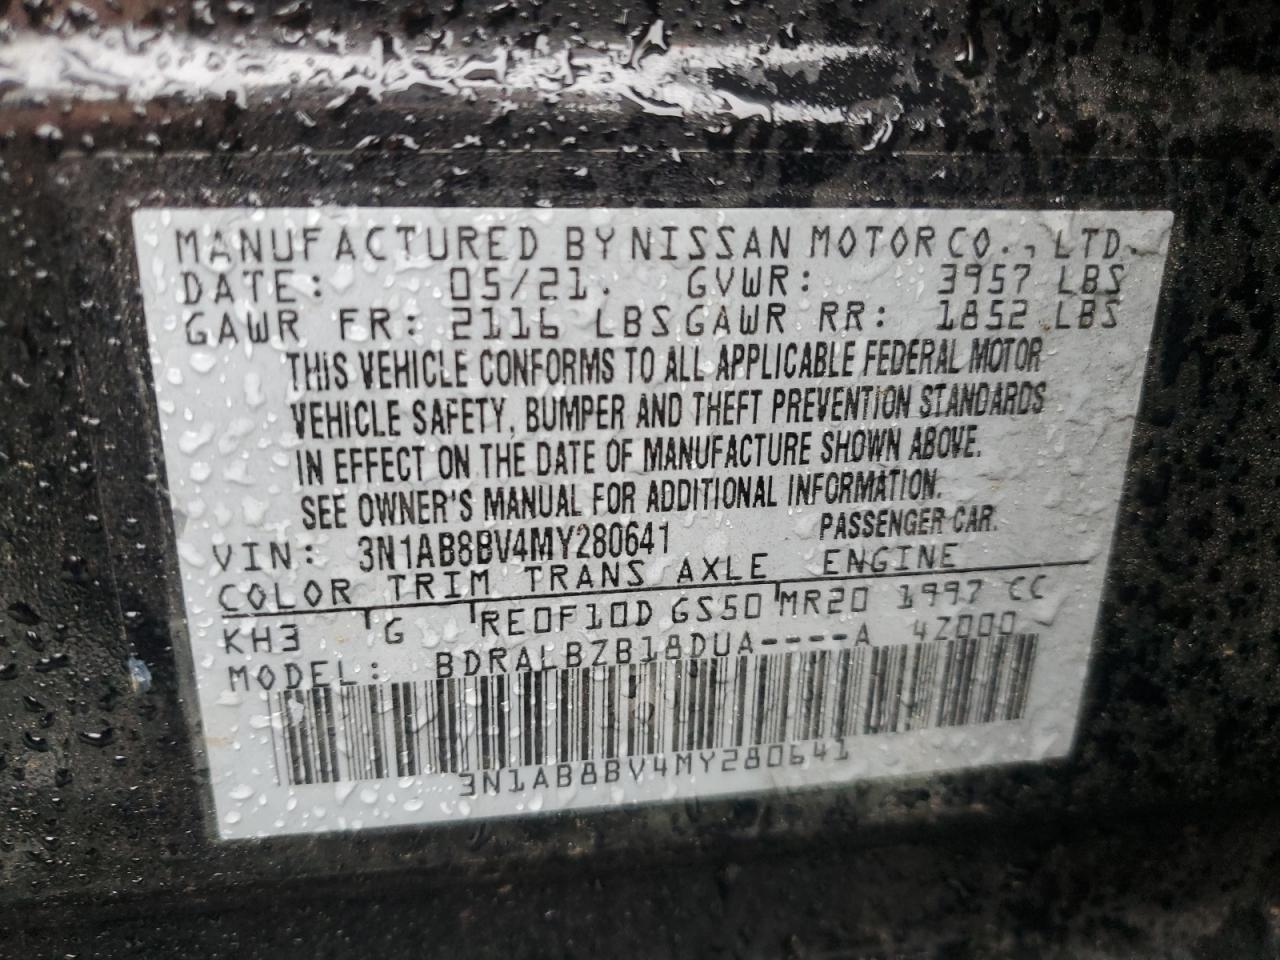 MANUFACTURED BY NISSAN MOTOR CO., LTD.
DATE: 05/21. GVWR: 3957 LBS
GAWR FR: 2116 LBS GAWR RR: 1852 LBS
THIS VEHICLE CONFORMS TO ALL APPLICABLE FEDERAL MOTOR
VEHICLE SAFETY, BUMPER AND THEFT PREVENTION STANDARDS
IN EFFECT ON THE DATE OF MANUFACTURE SHOWN ABOVE.
SEE OWNER'S MANUAL FOR ADDITIONAL INFORMATION.
VIN: 3N1AB8BV4MY280641 PASSENGER CAR.
COLOR TRIM TRANS AXLE ENGINE
KH3 G RE0F10D GS50 MR20 1997 CC
MODEL: BDRALBZB18DUA----A 4Z000
3N1AB8BV4MY280641